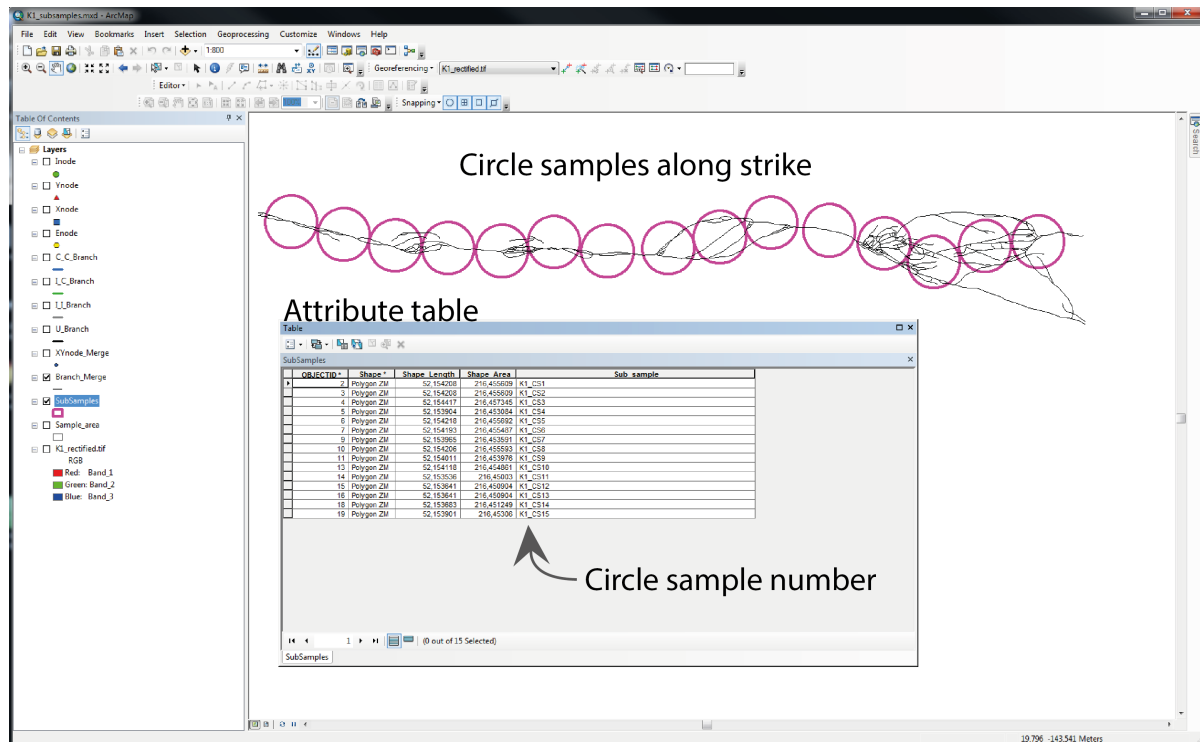 K1_subsamples.mxd - ArcMap
File Edit View Bookmarks Insert Selection Geoprocessing Customize Windows Help
1:800
Georeferencing K1_rectified.tif
Editor
Snapping
Table Of Contents
Search
Layers
Inode
Ynode
Xnode
Enode
C_C_Branch
I_C_Branch
I_I_Branch
U_Branch
XYnode_Merge
Branch_Merge
SubSamples
Sample_area
K1_rectified.tif
RGB
Red: Band_1
Green: Band_2
Blue: Band_3
Circle samples along strike
Attribute table
Table
SubSamples
OBJECTID * Shape * Shape_Length Shape_Area Sub_sample
2 Polygon ZM 52,154208 216,455609 K1_CS1
3 Polygon ZM 52,154208 216,455609 K1_CS2
4 Polygon ZM 52,154417 216,457345 K1_CS3
5 Polygon ZM 52,153904 216,453084 K1_CS4
6 Polygon ZM 52,154218 216,455692 K1_CS5
7 Polygon ZM 52,154193 216,455487 K1_CS6
9 Polygon ZM 52,153965 216,453591 K1_CS7
10 Polygon ZM 52,154206 216,455593 K1_CS8
11 Polygon ZM 52,154011 216,453976 K1_CS9
13 Polygon ZM 52,154118 216,454861 K1_CS10
14 Polygon ZM 52,153536 216,45003 K1_CS11
15 Polygon ZM 52,153641 216,450904 K1_CS12
16 Polygon ZM 52,153641 216,450904 K1_CS13
18 Polygon ZM 52,153683 216,451249 K1_CS14
19 Polygon ZM 52,153901 216,45306 K1_CS15
Circle sample number
1 (0 out of 15 Selected)
SubSamples
19,796 -143,541 Meters